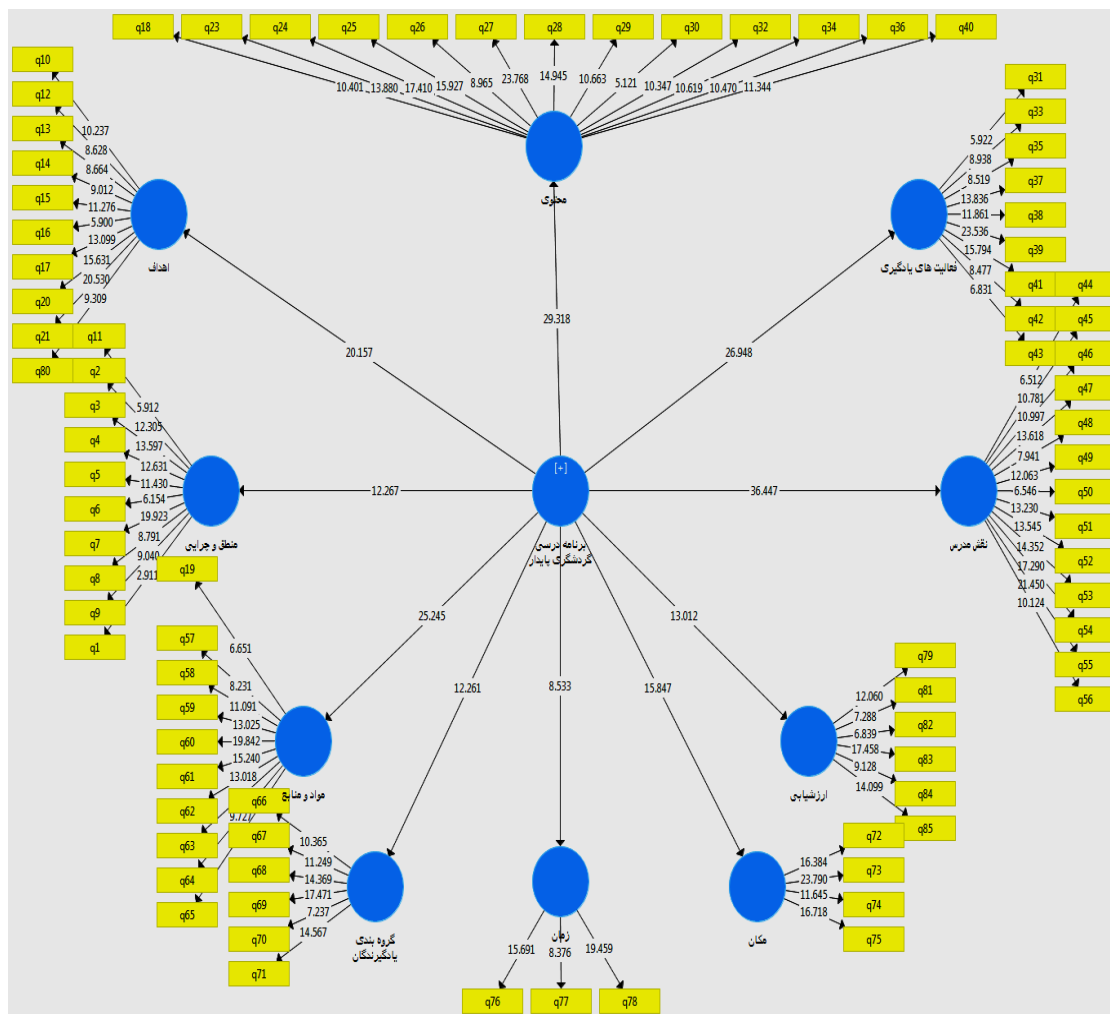 q18 q23 q24 q25 q26 q27 q28 q29 q30 q32 q34 q36 q40
10.401 13.880 17.410 15.927 8.965 23.768 14.945 10.663 5.121 10.347 10.619 10.470 11.344
محتوی
29.318
q10
q12
q13
q14
q15
q16
q17
q20
q21
q80
10.237
8.628
8.664
9.012
11.276
5.900
13.099
15.631
20.530
9.309
اهداف
20.157
q31
q33
q35
q37
q38
q39
q41
q42
q43
5.922
8.938
8.519
13.836
11.861
23.536
15.794
8.477
6.831
فعالیت های یادگیری
26.948
q11
q2
q3
q4
q5
q6
q7
q8
q9
q1
5.912
12.305
13.597
12.631
11.430
6.154
19.923
8.791
9.040
2.911
منطق و چرایی
12.267
[+]
برنامه درسی
گردشگری پایدار
36.447
q44
q45
q46
q47
q48
q49
q50
q51
q52
q53
q54
q55
q56
6.512
10.781
10.997
13.618
7.941
12.063
6.546
13.230
13.545
14.352
17.290
21.450
10.124
نقش مدرس
q19
q57
q58
q59
q60
q61
q62
q63
q64
q65
6.651
8.231
11.091
13.025
19.842
15.240
13.018
9.727
مواد و منابع
25.245
q66
q67
q68
q69
q70
q71
10.365
11.249
14.369
17.471
7.237
14.567
گروه بندی
یادگیرندگان
12.261
8.533
زمان
15.691 8.376 19.459
q76 q77 q78
15.847
q72
q73
q74
q75
16.384
23.790
11.645
16.718
مکان
13.012
q79
q81
q82
q83
q84
q85
12.060
7.288
6.839
17.458
9.128
14.099
ارزشیابی